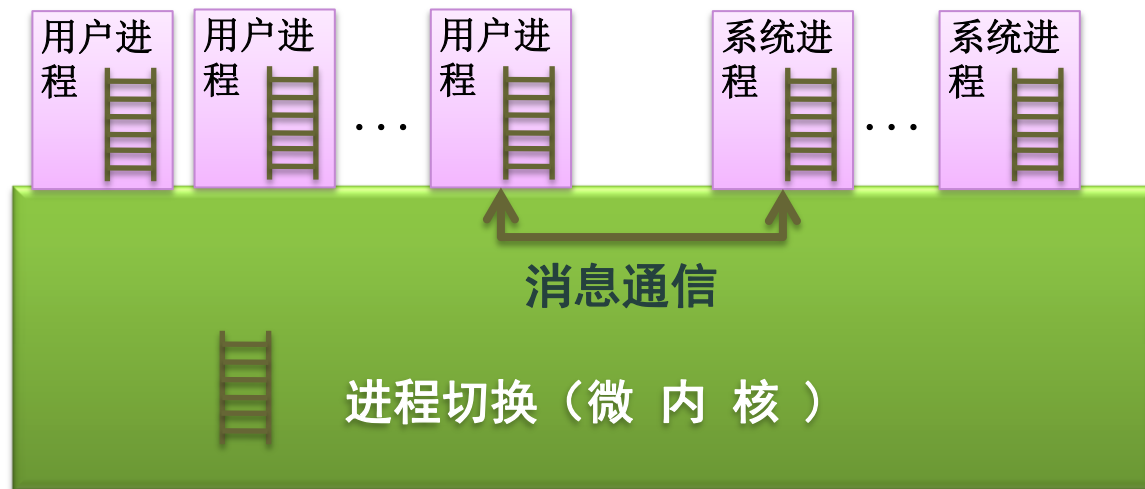 用户进
程
用户进
程
...
用户进
程
系统进
程
...
系统进
程
消息通信
进程切换（微 内 核 ）